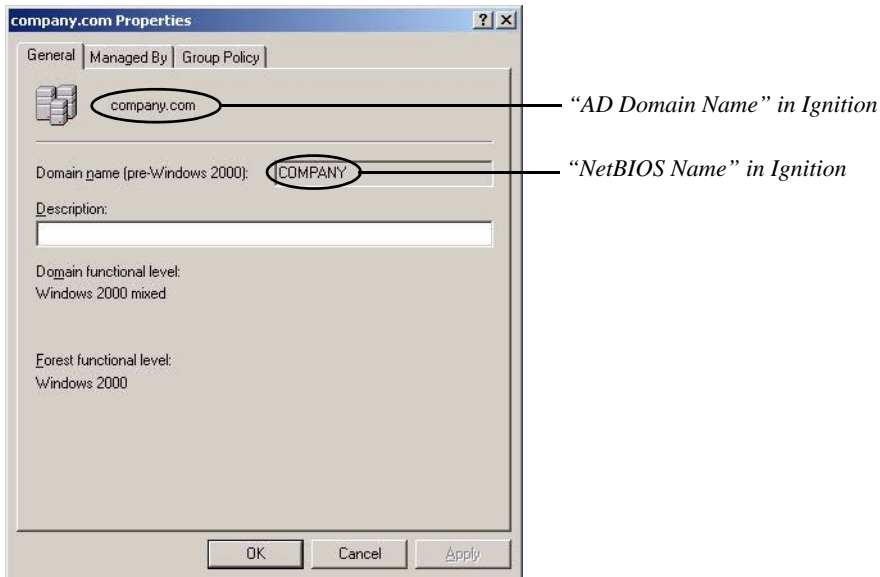 company.com Properties
General Managed By Group Policy
company.com
“AD Domain Name” in Ignition
Domain name (pre-Windows 2000): COMPANY
“NetBIOS Name” in Ignition
Description:
Domain functional level:
Windows 2000 mixed
Forest functional level:
Windows 2000
OK Cancel Apply